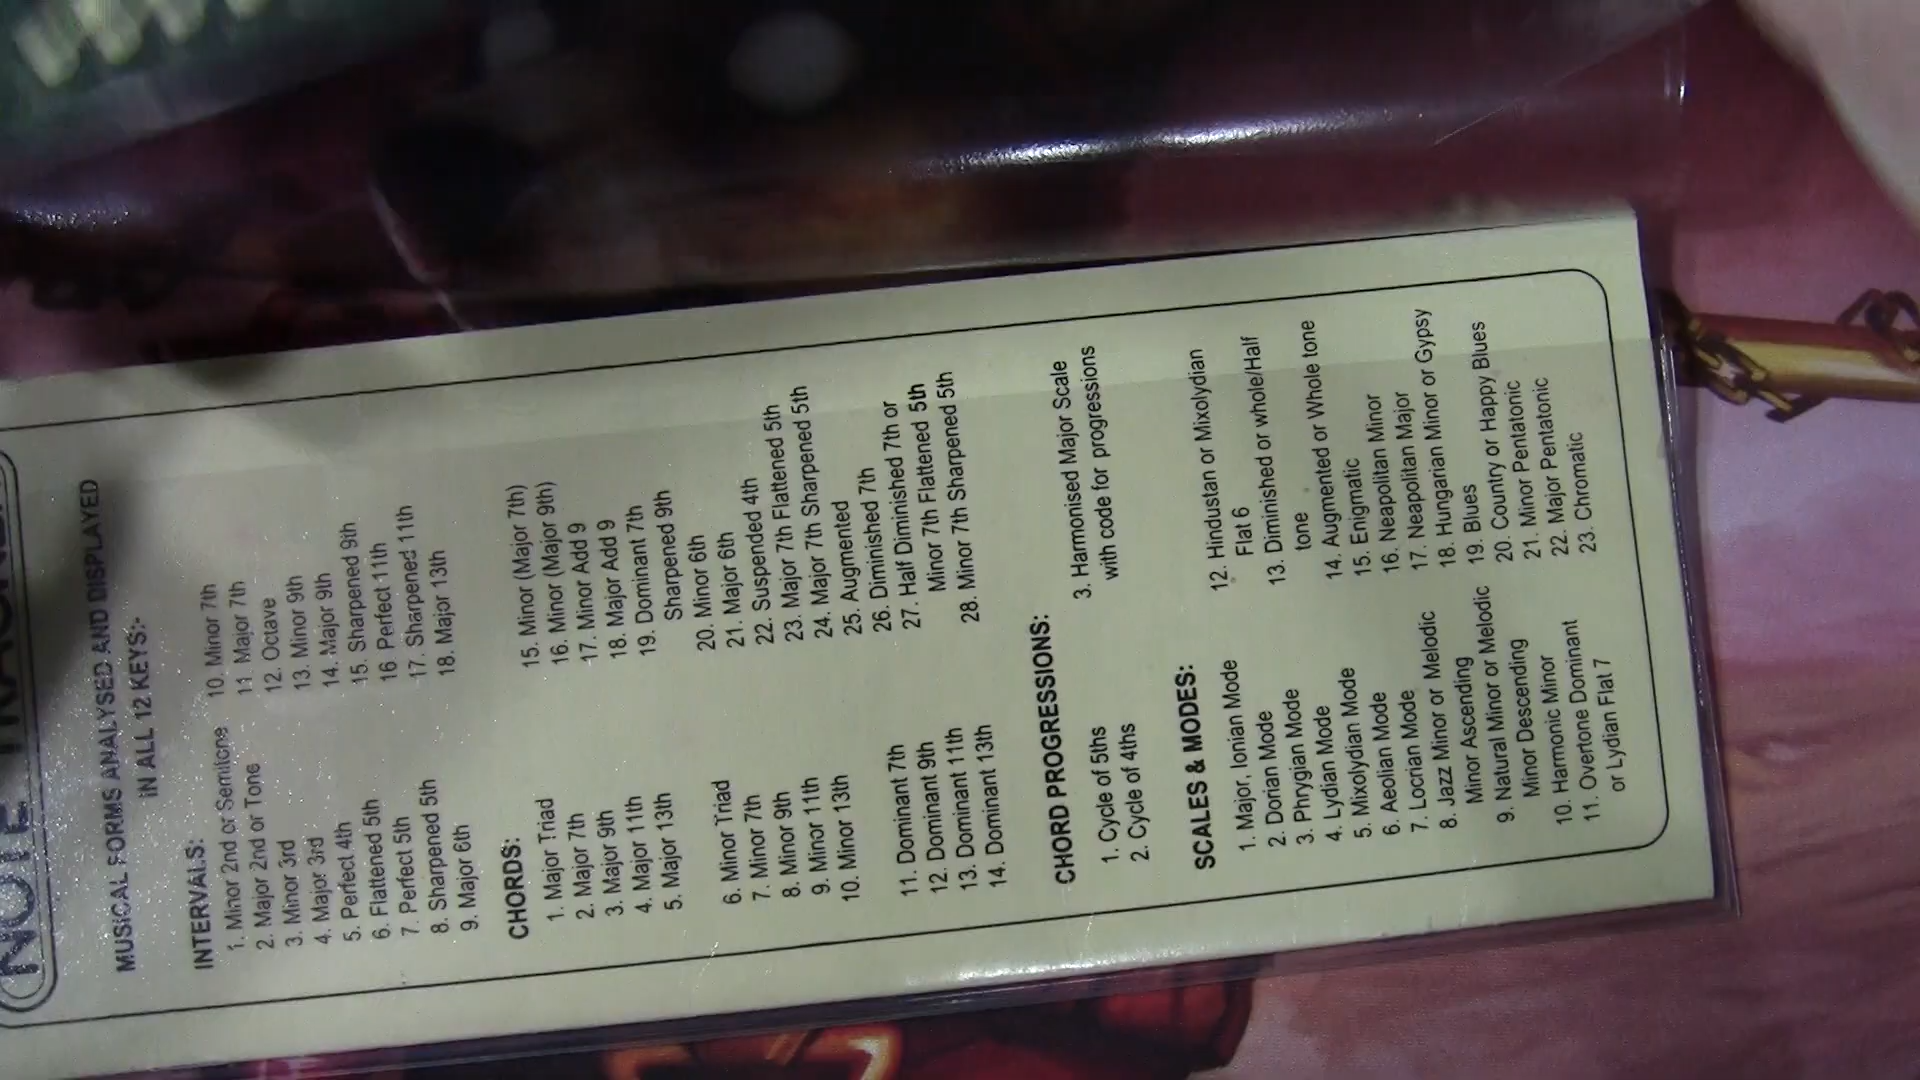 NOTE TRACKER
MUSICAL FORMS ANALYSED AND DISPLAYED
IN ALL 12 KEYS:-
INTERVALS:
1. Minor 2nd or Semitone
2. Major 2nd or Tone
3. Minor 3rd
4. Major 3rd
5. Perfect 4th
6. Flattened 5th
7. Perfect 5th
8. Sharpened 5th
9. Major 6th
10. Minor 7th
11. Major 7th
12. Octave
13. Minor 9th
14. Major 9th
15. Sharpened 9th
16 Perfect 11th
17. Sharpened 11th
18. Major 13th
CHORDS:
1. Major Triad
2. Major 7th
3. Major 9th
4. Major 11th
5. Major 13th
6. Minor Triad
7. Minor 7th
8. Minor 9th
9. Minor 11th
10. Minor 13th
11. Dominant 7th
12. Dominant 9th
13. Dominant 11th
14. Dominant 13th
15. Minor (Major 7th)
16. Minor (Major 9th)
17. Minor Add 9
18. Major Add 9
19. Dominant 7th
Sharpened 9th
20. Minor 6th
21. Major 6th
22. Suspended 4th
23. Major 7th Flattened 5th
24. Major 7th Sharpened 5th
25. Augmented
26. Diminished 7th
27. Half Diminished 7th or
Minor 7th Flattened 5th
28. Minor 7th Sharpened 5th
CHORD PROGRESSIONS:
1. Cycle of 5ths
2. Cycle of 4ths
3. Harmonised Major Scale
with code for progressions
SCALES & MODES:
1. Major, Ionian Mode
2. Dorian Mode
3. Phrygian Mode
4. Lydian Mode
5. Mixolydian Mode
6. Aeolian Mode
7. Locrian Mode
8. Jazz Minor or Melodic
Minor Ascending
9. Natural Minor or Melodic
Minor Descending
10. Harmonic Minor
11. Overtone Dominant
or Lydian Flat 7
12. Hindustan or Mixolydian
Flat 6
13. Diminished or whole/Half
tone
14. Augmented or Whole tone
15. Enigmatic
16. Neapolitan Minor
17. Neapolitan Major
18. Hungarian Minor or Gypsy
19. Blues
20. Country or Happy Blues
21. Minor Pentatonic
22. Major Pentatonic
23. Chromatic